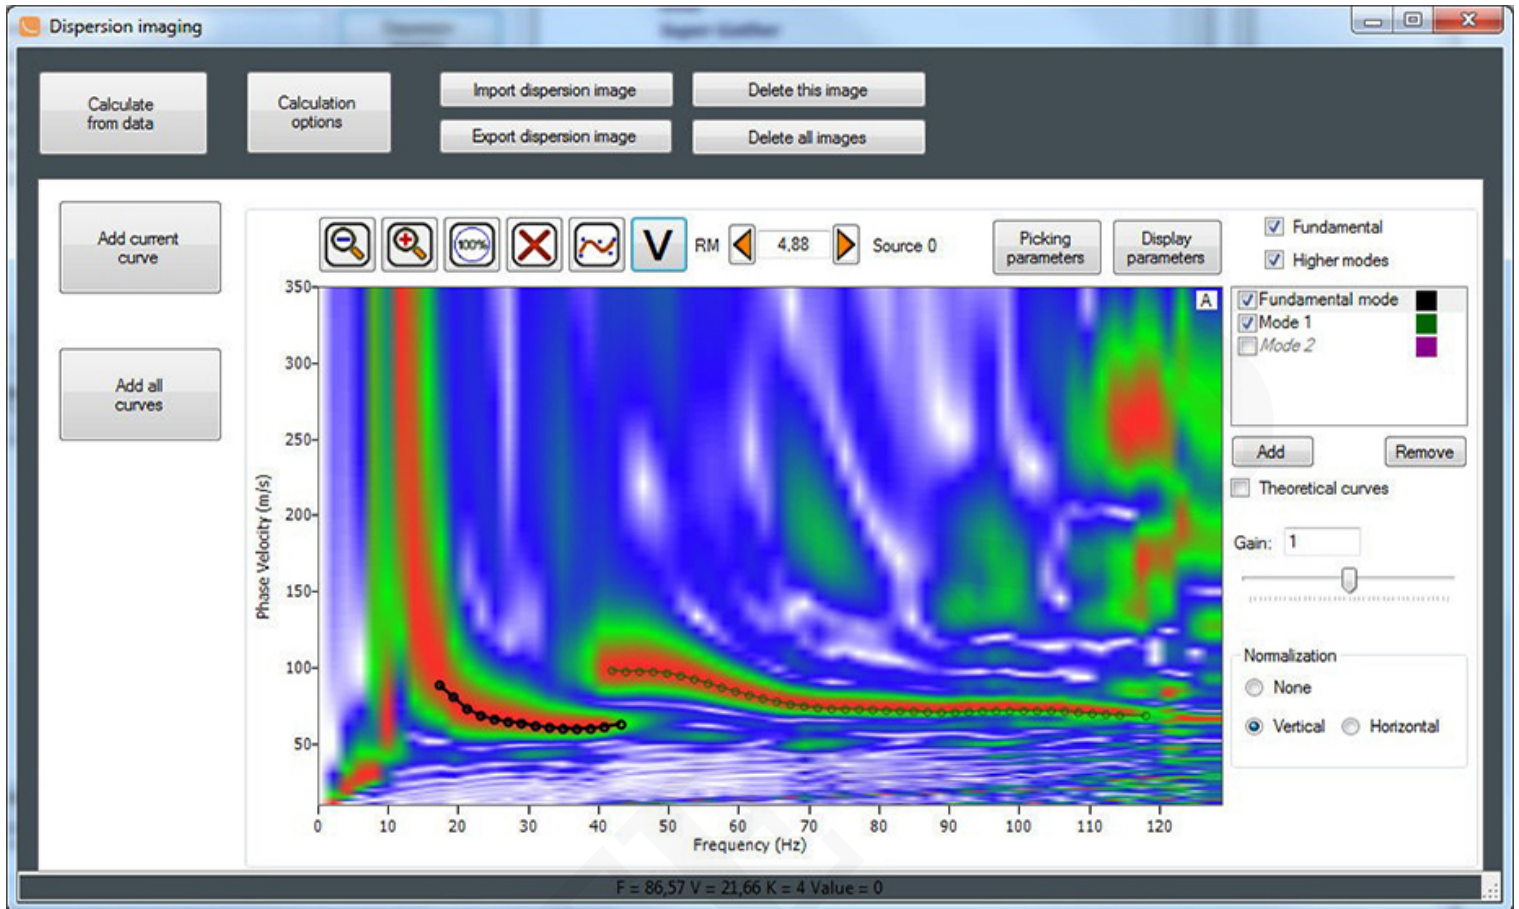 Dispersion imaging
Calculate
from data
Calculation
options
Import dispersion image
Export dispersion image
Delete this image
Delete all images
Add current
curve
Add all
curves
100%
V
RM
4,88
Source 0
Picking
parameters
Display
parameters
Fundamental
Higher modes
A
Fundamental mode
Mode 1
Mode 2
Add
Remove
Theoretical curves
Gain: 1
Normalization
None
Vertical
Horizontal
Phase Velocity (m/s)
350
300
250
200
150
100
50
0 10 20 30 40 50 60 70 80 90 100 110 120
Frequency (Hz)
F = 86,57 V = 21,66 K = 4 Value = 0